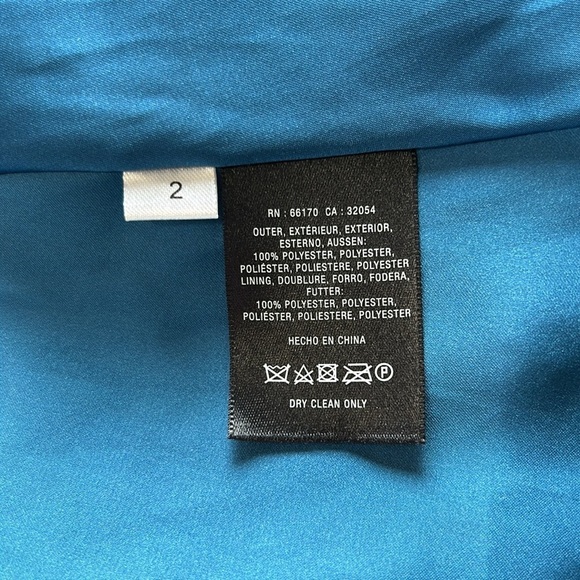 2
RN : 66170 CA : 32054
OUTER, EXTÉRIEUR, EXTERIOR,
ESTERNO, AUSSEN:
100% POLYESTER, POLYESTER,
POLIÉSTER, POLIESTERE, POLYESTER
LINING, DOUBLURE, FORRO, FODERA,
FUTTER:
100% POLYESTER, POLYESTER,
POLIÉSTER, POLIESTERE, POLYESTER
HECHO EN CHINA
P
DRY CLEAN ONLY